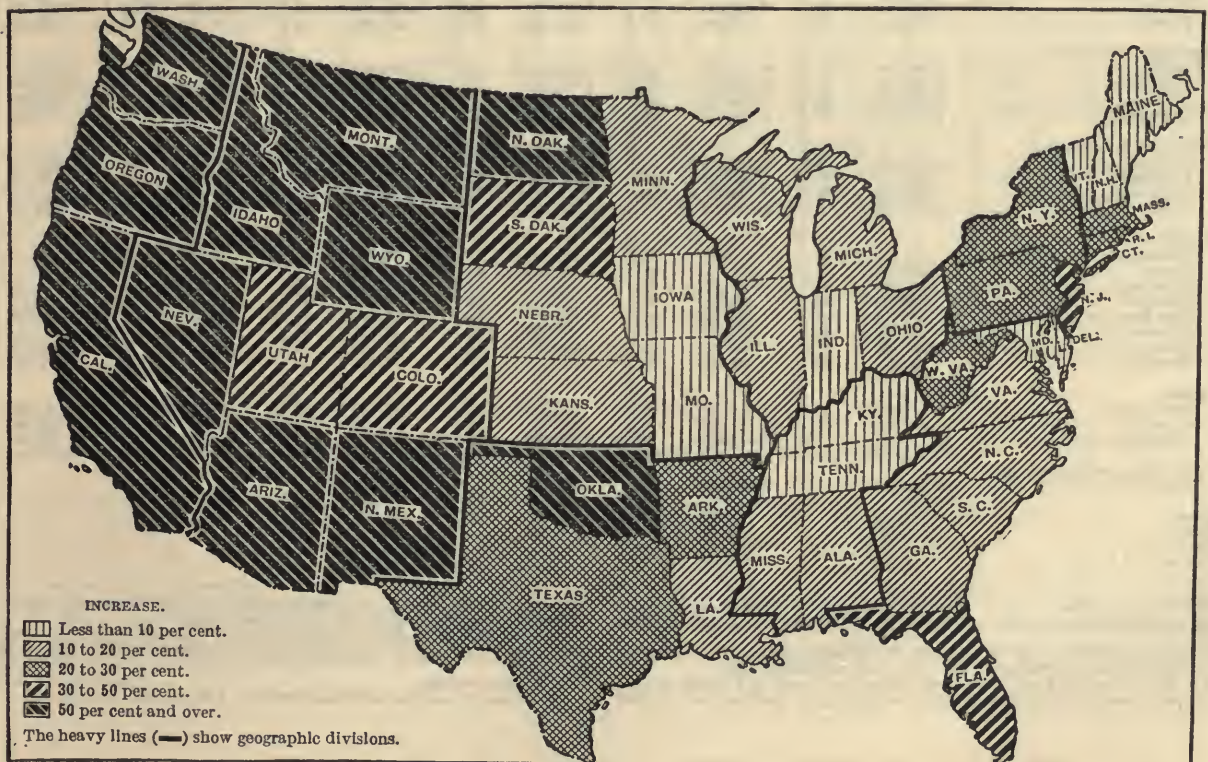 WASH.
MONT.
N. DAK.
MINN.
MAINE
OREGON
IDAHO
WYO.
S. DAK.
WIS.
MICH.
VT.
N.H.
N. Y.
MASS.
R. I.
CT.
NEV.
UTAH
COLO.
NEBR.
IOWA
ILL.
IND.
OHIO
PA.
N. J.
CAL.
KANS.
MO.
KY.
W. VA.
MD.
DEL.
VA.
ARIZ.
N. MEX.
OKLA.
ARK.
TENN.
N. C.
S. C.
TEXAS
LA.
MISS.
ALA.
GA.
FLA.
INCREASE.
Less than 10 per cent.
10 to 20 per cent.
20 to 30 per cent.
30 to 50 per cent.
50 per cent and over.
The heavy lines (▬) show geographic divisions.